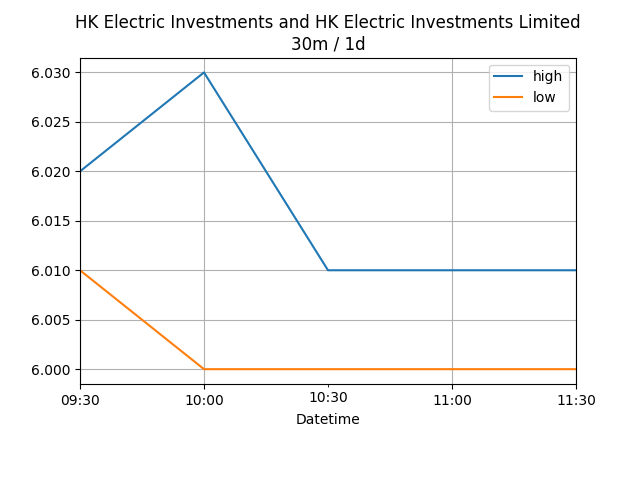 HK Electric Investments and HK Electric Investments Limited
30m / 1d
6.030
6.025
6.020
6.015
6.010
6.005
6.000
high
low
09:30
10:00
10:30
11:00
11:30
Datetime